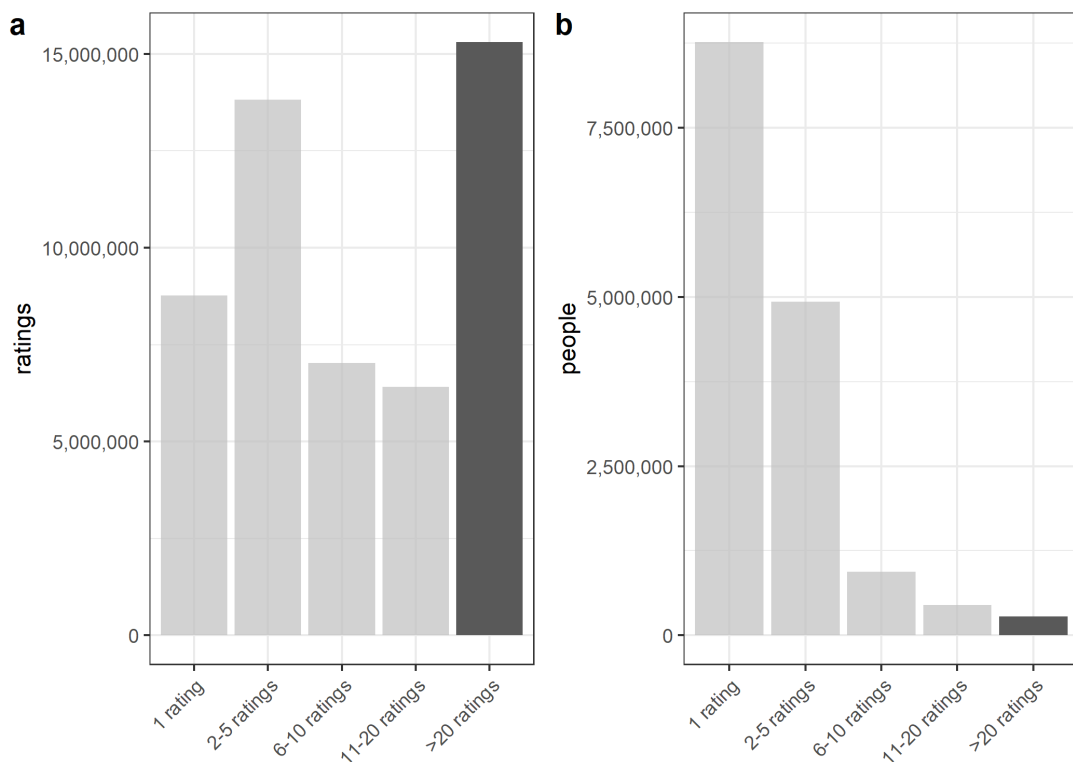 a
ratings
15,000,000
10,000,000
5,000,000
0
1 rating
2-5 ratings
6-10 ratings
11-20 ratings
>20 ratings
b
people
7,500,000
5,000,000
2,500,000
0
1 rating
2-5 ratings
6-10 ratings
11-20 ratings
>20 ratings